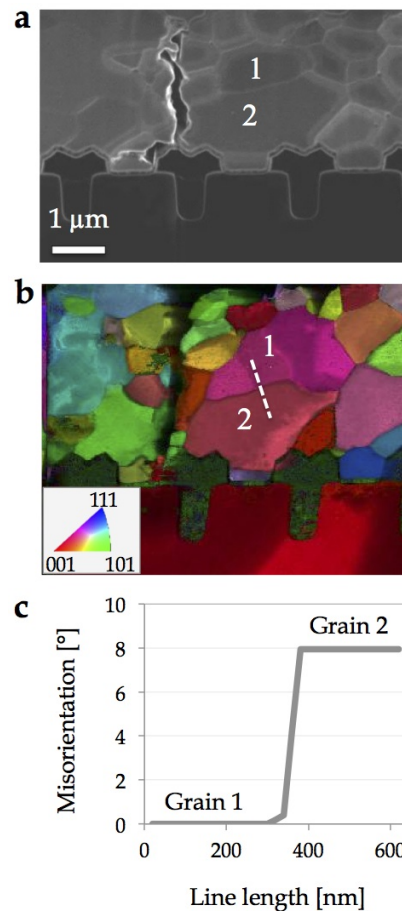 a
1
2
1 µm
b
1
2
111
001 101
c
Misorientation [°]
10
8
6
4
2
0
Grain 2
Grain 1
0 200 400 600
Line length [nm]